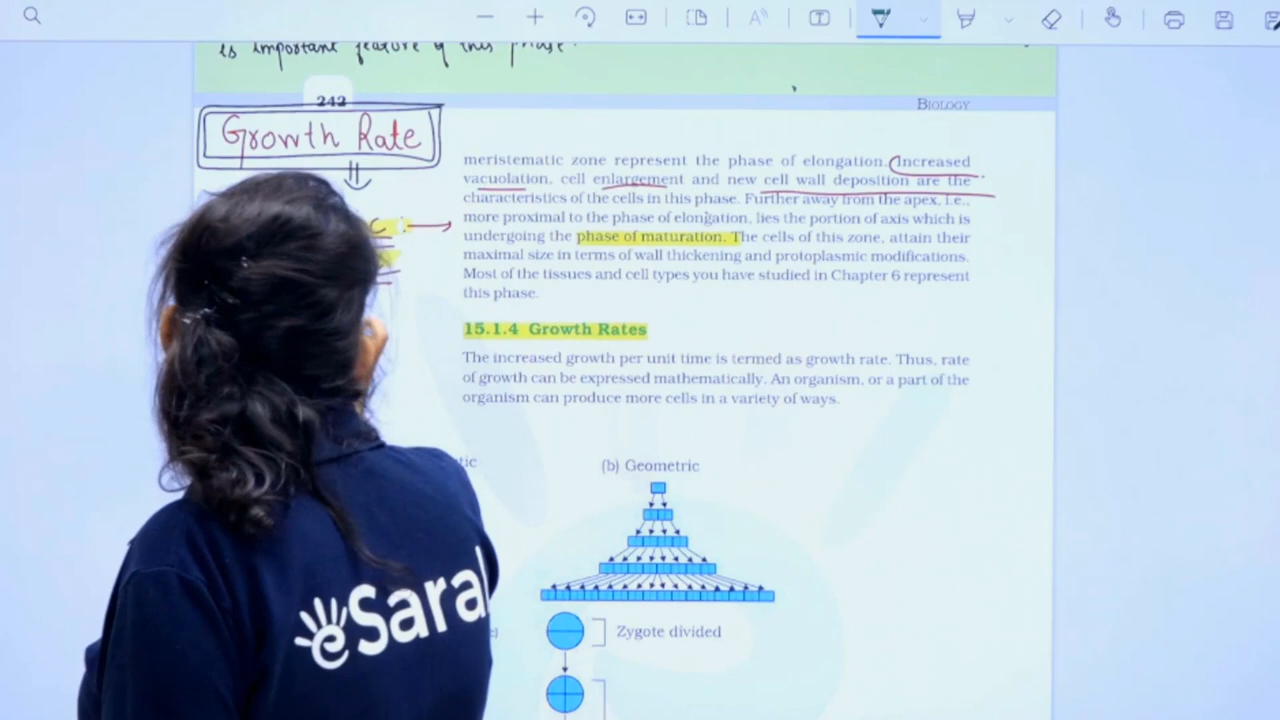 is important feature of this phase.
242
BIOLOGY
Growth Rate
meristematic zone represent the phase of elongation. Increased
vacuolation, cell enlargement and new cell wall deposition are the
characteristics of the cells in this phase. Further away from the apex, i.e.,
more proximal to the phase of elongation, lies the portion of axis which is
undergoing the phase of maturation. The cells of this zone, attain their
maximal size in terms of wall thickening and protoplasmic modifications.
Most of the tissues and cell types you have studied in Chapter 6 represent
this phase.
15.1.4 Growth Rates
The increased growth per unit time is termed as growth rate. Thus, rate
of growth can be expressed mathematically. An organism, or a part of the
organism can produce more cells in a variety of ways.
tic
(b) Geometric
Zygote divided
eSaral